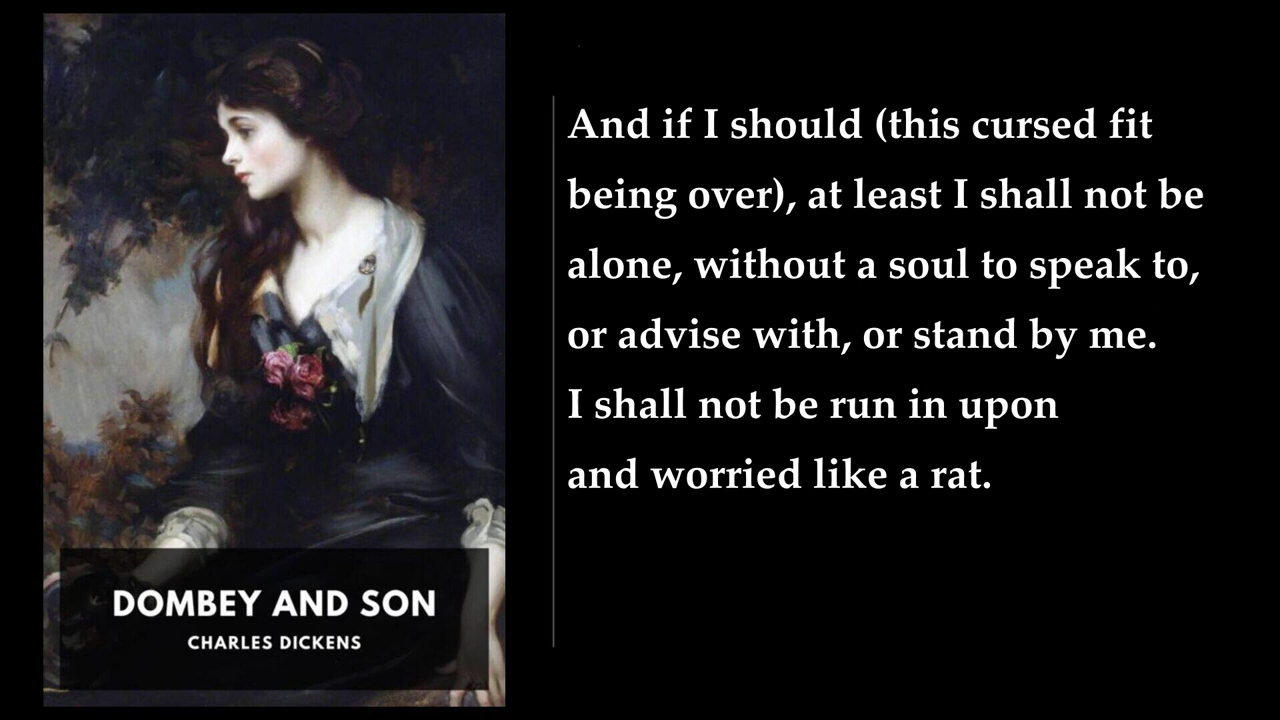 DOMBEY AND SON
CHARLES DICKENS
And if I should (this cursed fit
being over), at least I shall not be
alone, without a soul to speak to,
or advise with, or stand by me.
I shall not be run in upon
and worried like a rat.